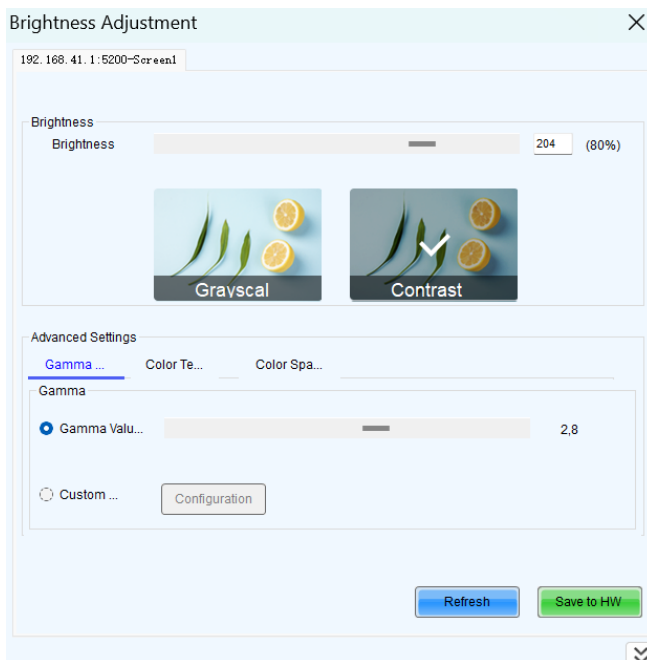 Brightness Adjustment
192.168.41.1:5200-Screen1
Brightness
Brightness 204 (80%)
Grayscal Contrast
Advanced Settings
Gamma ... Color Te... Color Spa...
Gamma
Gamma Valu... 2,8
Custom ... Configuration
Refresh Save to HW